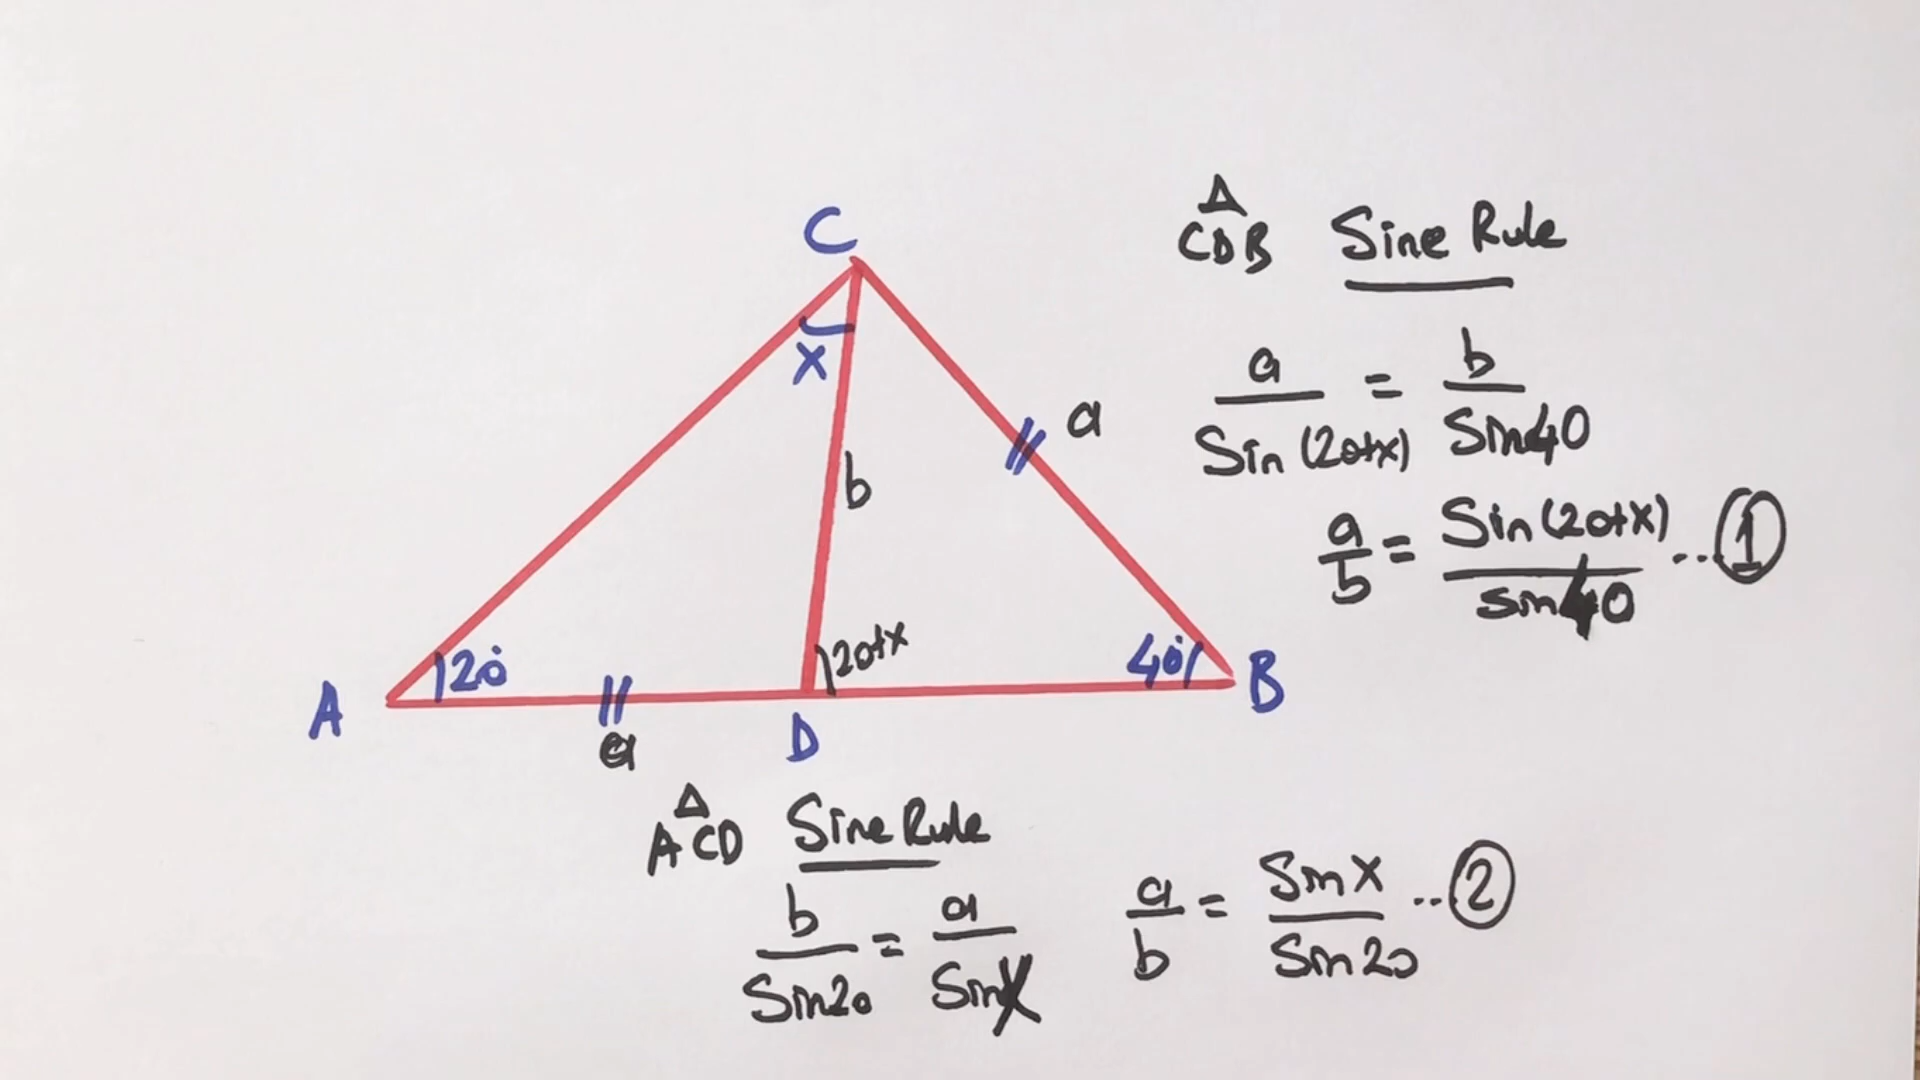 C
x
b
a
20°
20+x
40°
A
a
D
B
Δ
CDB Sine Rule
a / Sin (20+x) = b / Sin40
a / b = Sin(20+x) / sin40 ..①
Δ
ACD Sine Rule
b / Sin20 = a / Sinx
a / b = Sinx / Sin20 ..②